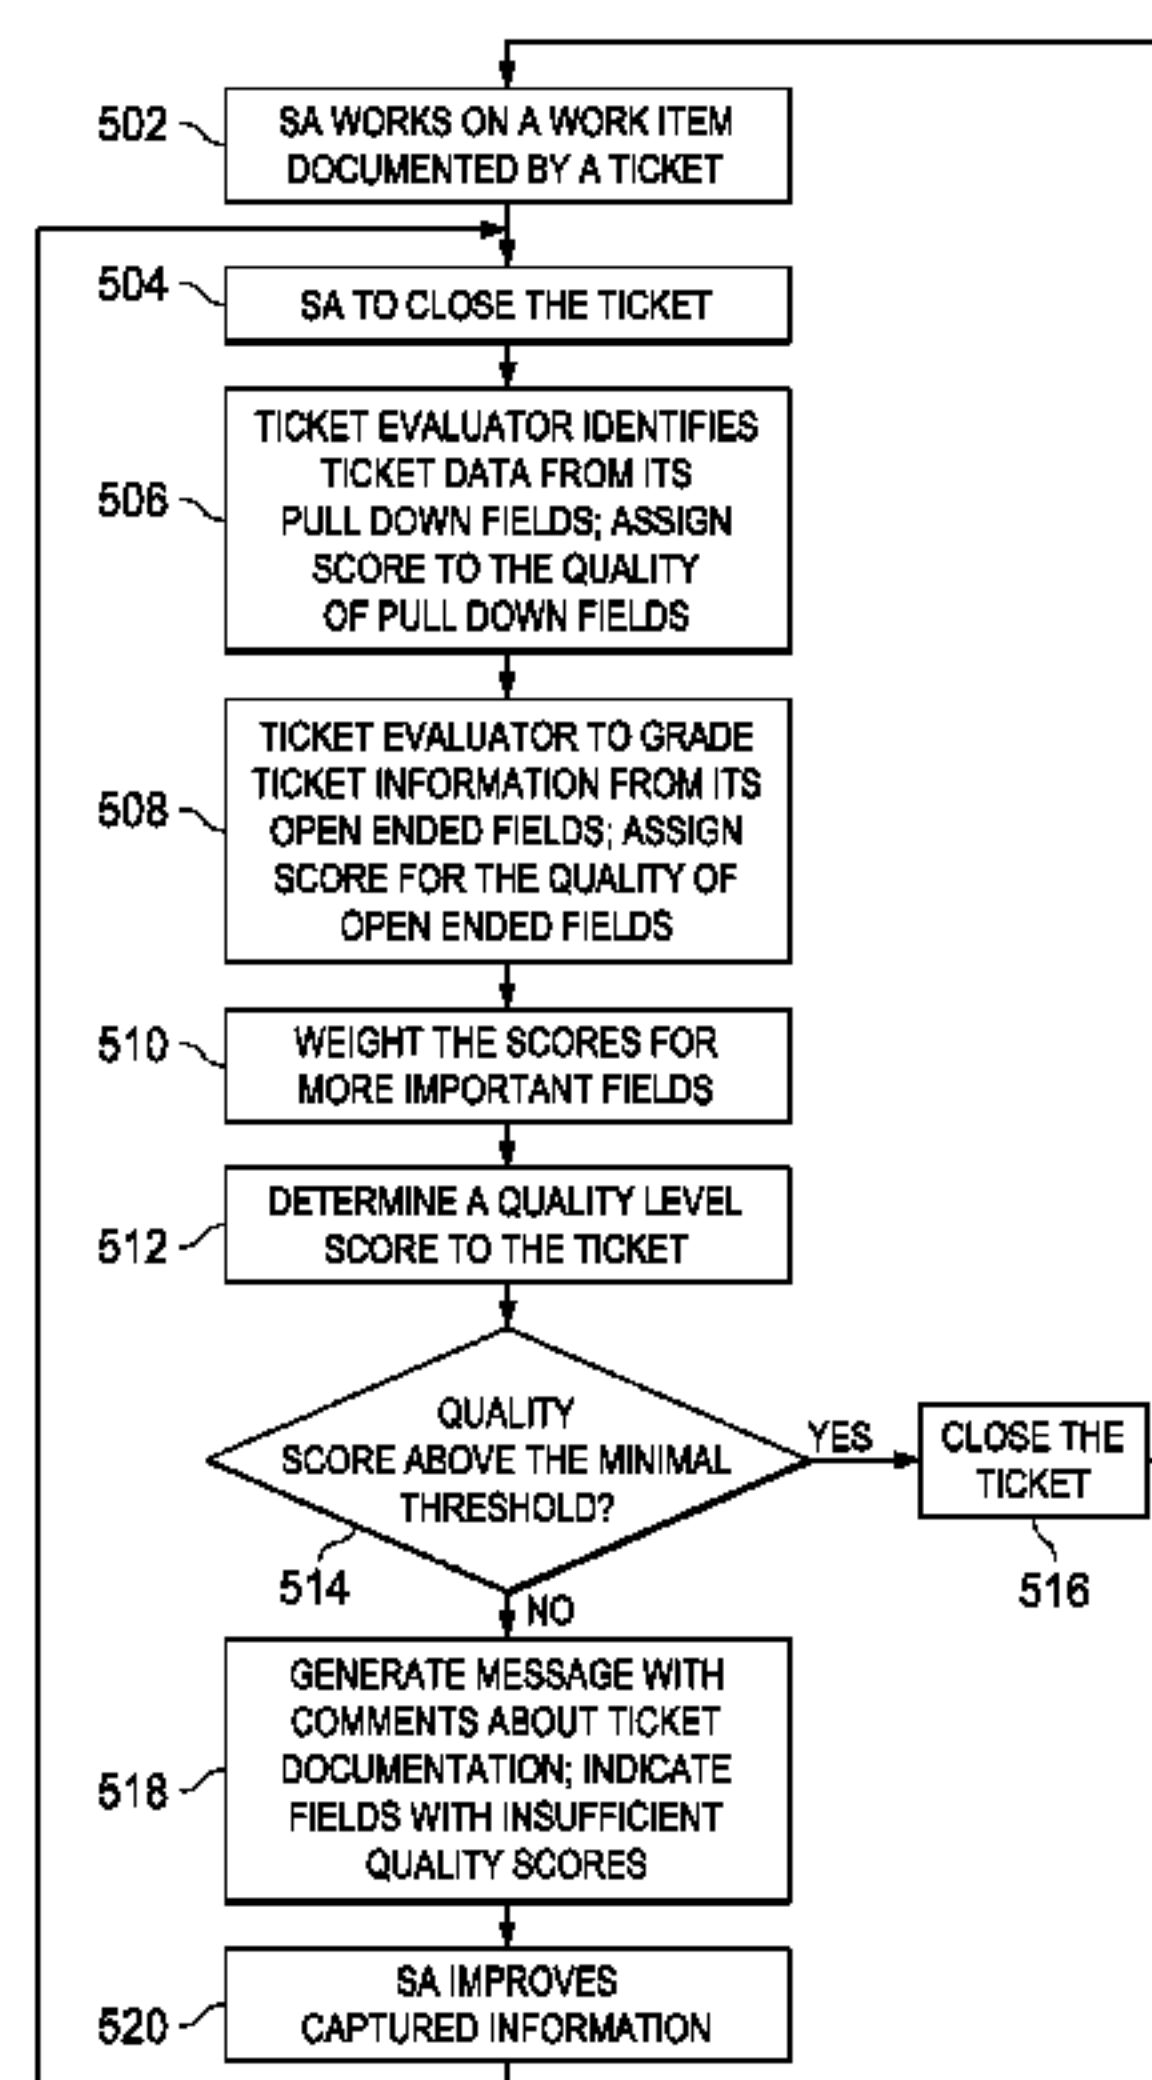 502
SA WORKS ON A WORK ITEM
DOCUMENTED BY A TICKET
504
SA TO CLOSE THE TICKET
506
TICKET EVALUATOR IDENTIFIES
TICKET DATA FROM ITS
PULL DOWN FIELDS; ASSIGN
SCORE TO THE QUALITY
OF PULL DOWN FIELDS
508
TICKET EVALUATOR TO GRADE
TICKET INFORMATION FROM ITS
OPEN ENDED FIELDS; ASSIGN
SCORE FOR THE QUALITY OF
OPEN ENDED FIELDS
510
WEIGHT THE SCORES FOR
MORE IMPORTANT FIELDS
512
DETERMINE A QUALITY LEVEL
SCORE TO THE TICKET
QUALITY
SCORE ABOVE THE MINIMAL
THRESHOLD?
514
YES
CLOSE THE
TICKET
516
NO
518
GENERATE MESSAGE WITH
COMMENTS ABOUT TICKET
DOCUMENTATION; INDICATE
FIELDS WITH INSUFFICIENT
QUALITY SCORES
520
SA IMPROVES
CAPTURED INFORMATION